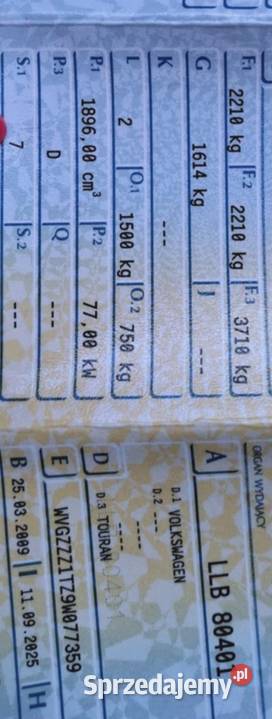 F.1 2210 kg F.2 2210 kg F.3 3710 kg
G 1614 kg J ---
K ---
L 2 O.1 1500 kg O.2 750 kg
P.1 1896,00 cm³ P.2 77,00 kW
P.3 D Q ---
S.1 7 S.2 ---
ORGAN WYDAJĄCY
A LLB 80401
D.1 VOLKSWAGEN
D.2 ---
----
----
D D.3 TOURAN
E WVGZZZ1TZ9W077359
B 25.03.2009 I 11.09.2025 H
Sprzedajemy.pl